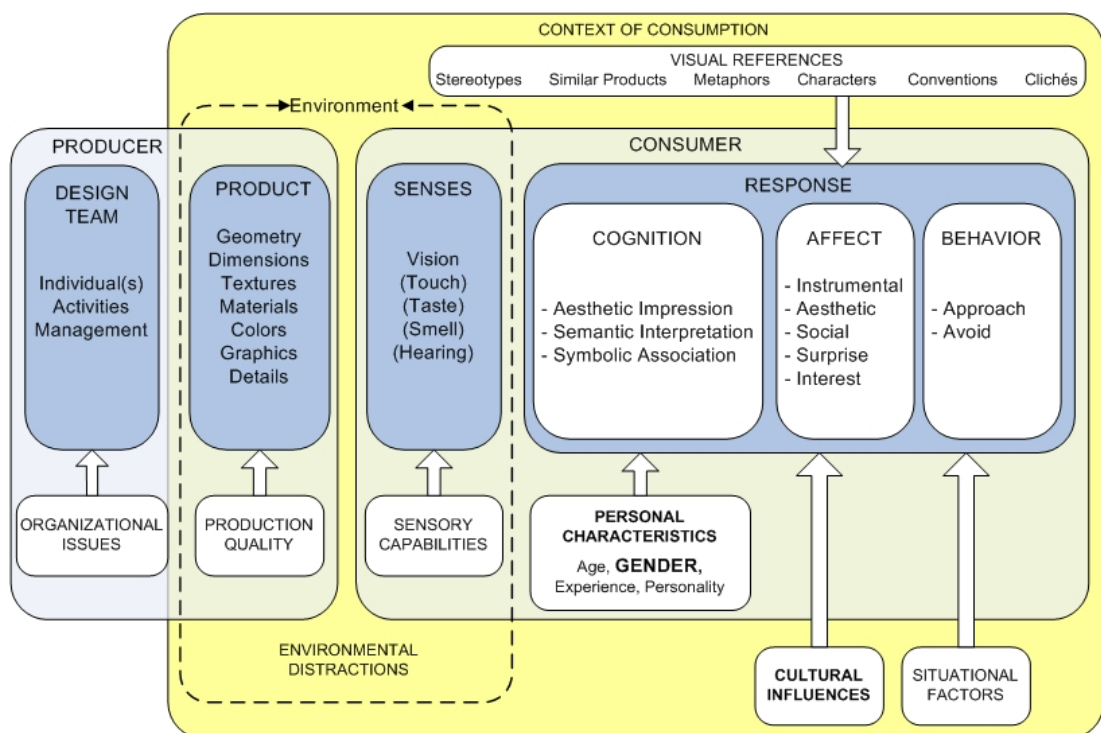 CONTEXT OF CONSUMPTION
VISUAL REFERENCES
Stereotypes Similar Products Metaphors Characters Conventions Clichés
Environment
PRODUCER
CONSUMER
DESIGN
TEAM
Individual(s)
Activities
Management
PRODUCT
Geometry
Dimensions
Textures
Materials
Colors
Graphics
Details
SENSES
Vision
(Touch)
(Taste)
(Smell)
(Hearing)
RESPONSE
COGNITION
- Aesthetic Impression
- Semantic Interpretation
- Symbolic Association
AFFECT
- Instrumental
- Aesthetic
- Social
- Surprise
- Interest
BEHAVIOR
- Approach
- Avoid
ORGANIZATIONAL
ISSUES
PRODUCTION
QUALITY
SENSORY
CAPABILITIES
PERSONAL
CHARACTERISTICS
Age, GENDER,
Experience, Personality
ENVIRONMENTAL
DISTRACTIONS
CULTURAL
INFLUENCES
SITUATIONAL
FACTORS